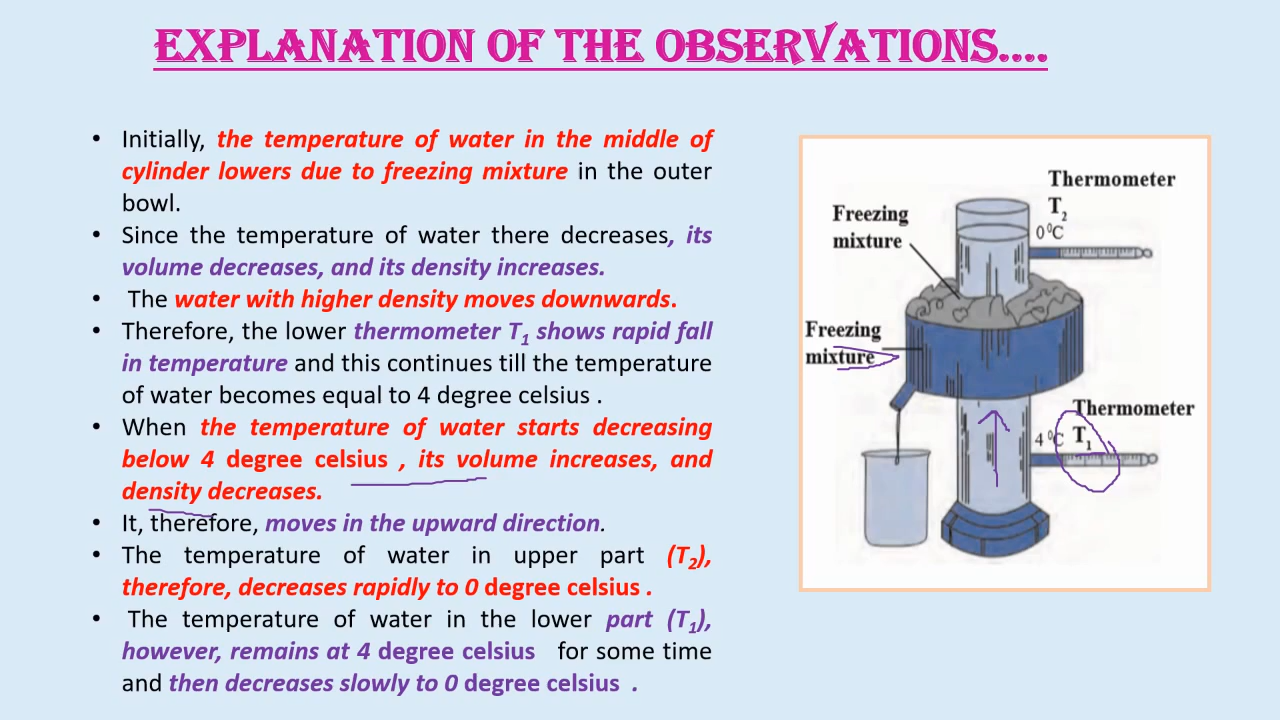 EXPLANATION OF THE OBSERVATIONS....
• Initially, the temperature of water in the middle of
cylinder lowers due to freezing mixture in the outer
bowl.
• Since the temperature of water there decreases, its
volume decreases, and its density increases.
• The water with higher density moves downwards.
• Therefore, the lower thermometer T1 shows rapid fall
in temperature and this continues till the temperature
of water becomes equal to 4 degree celsius .
• When the temperature of water starts decreasing
below 4 degree celsius , its volume increases, and
density decreases.
• It, therefore, moves in the upward direction.
• The temperature of water in upper part (T2),
therefore, decreases rapidly to 0 degree celsius .
• The temperature of water in the lower part (T1),
however, remains at 4 degree celsius for some time
and then decreases slowly to 0 degree celsius .
Thermometer
T2
0⁰C
Freezing
mixture
Freezing
mixture
Thermometer
4 ⁰C T1